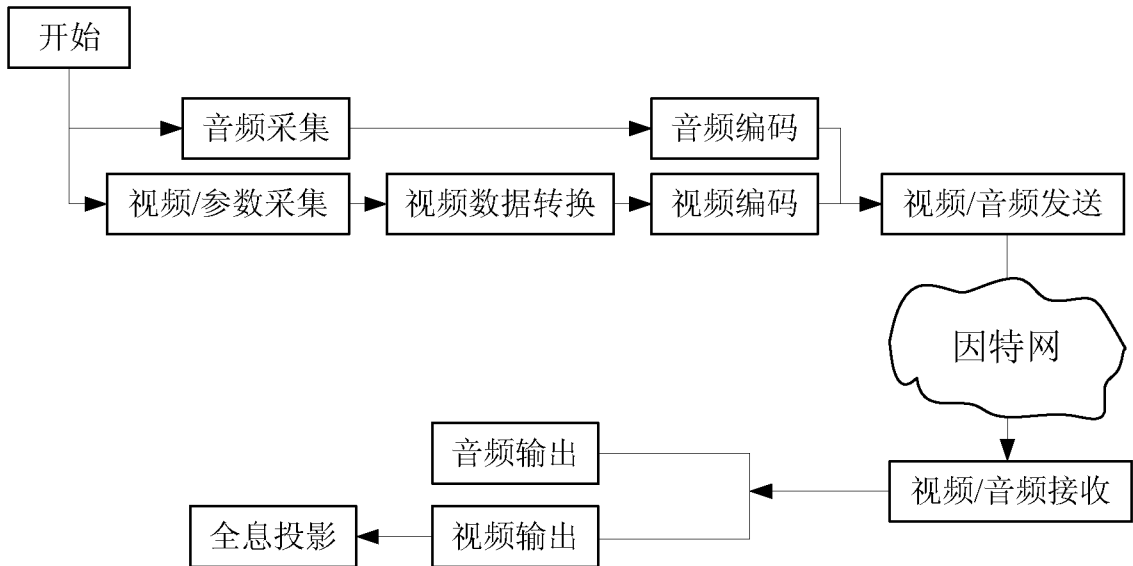 开始
音频采集
音频编码
视频/参数采集
视频数据转换
视频编码
视频/音频发送
因特网
音频输出
视频/音频接收
全息投影
视频输出